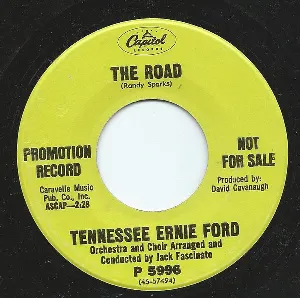 Capitol
RECORDS
THE ROAD
(Randy Sparks)
PROMOTION
RECORD
Caravelle Music
Pub. Co., Inc.
ASCAP—2:28
NOT
FOR SALE
Produced by:
David Cavanaugh
TENNESSEE ERNIE FORD
Orchestra and Choir Arranged and
Conducted by Jack Fascinato
P 5996
(45-57494)